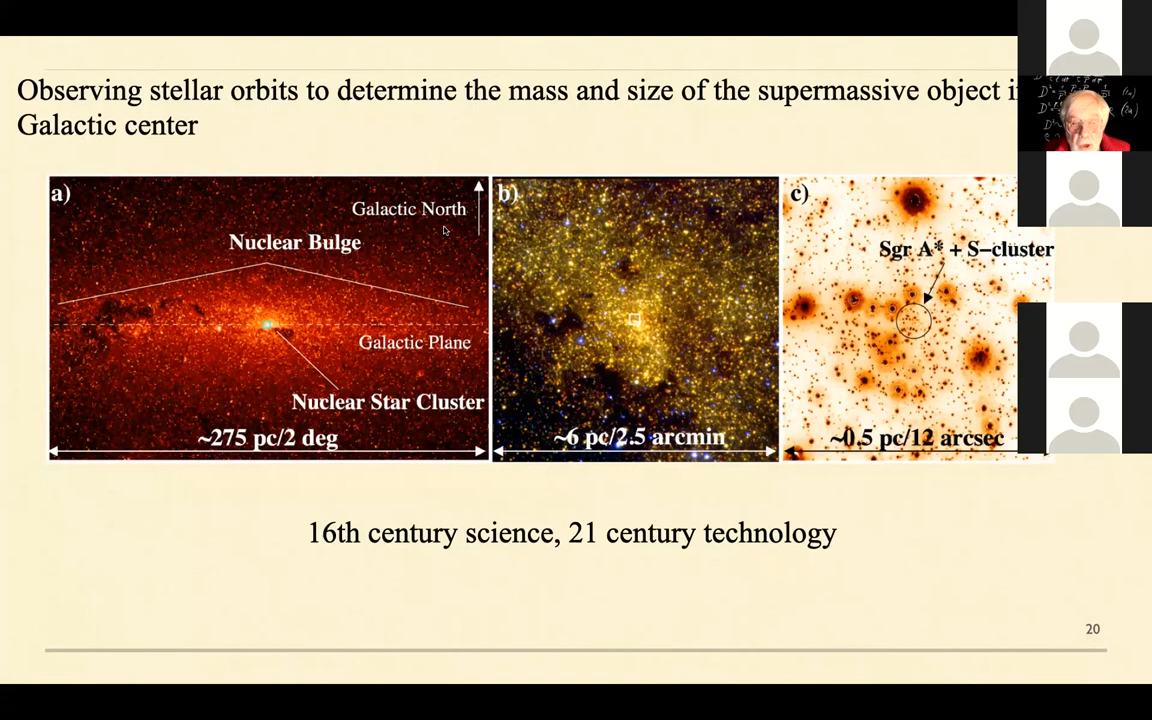 Observing stellar orbits to determine the mass and size of the supermassive object
Galactic center
a)
Galactic North
Nuclear Bulge
Galactic Plane
Nuclear Star Cluster
~275 pc/2 deg
b)
~6 pc/2.5 arcmin
c)
Sgr A* + S-cluster
~0.5 pc/12 arcsec
16th century science, 21 century technology
20